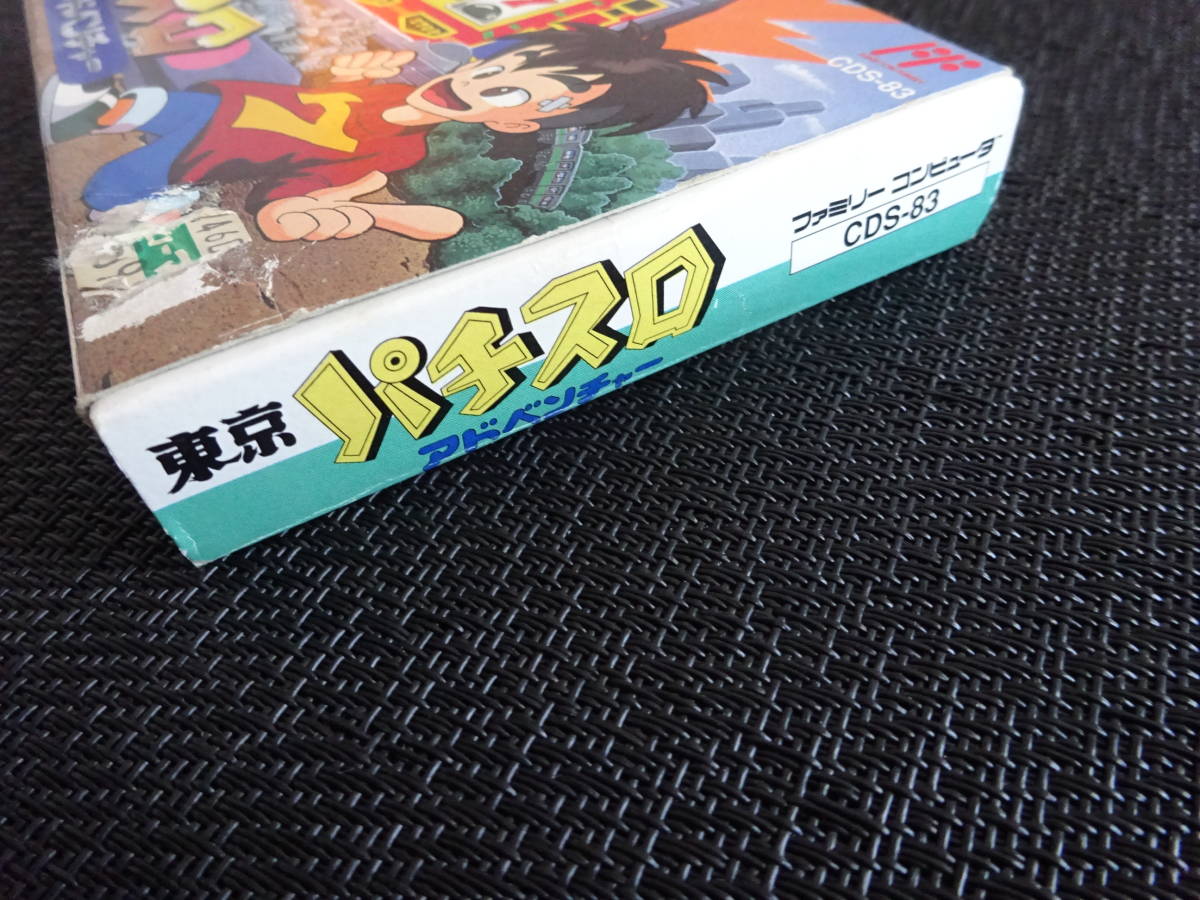 CDS-83
ファミリー コンピュータ
CDS-83
東京
パチスロ
アドベンチャー